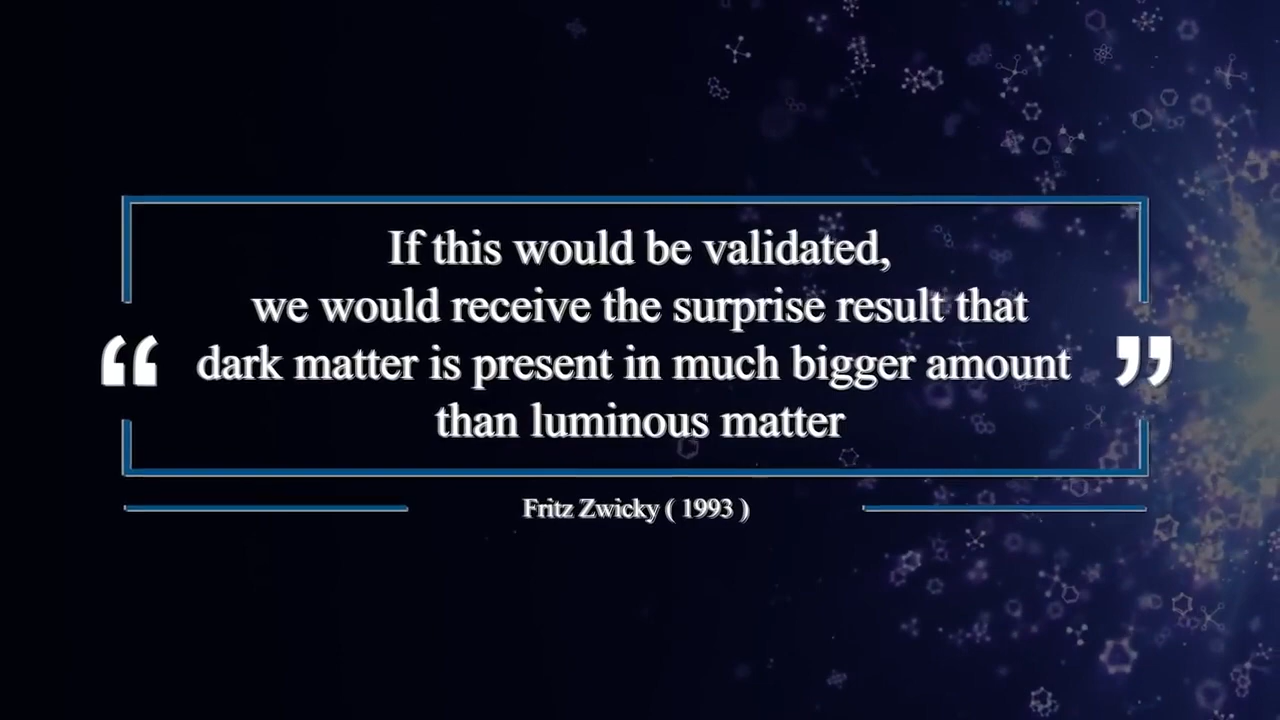 If this would be validated,
we would receive the surprise result that
“ dark matter is present in much bigger amount ”
than luminous matter
Fritz Zwicky ( 1993 )